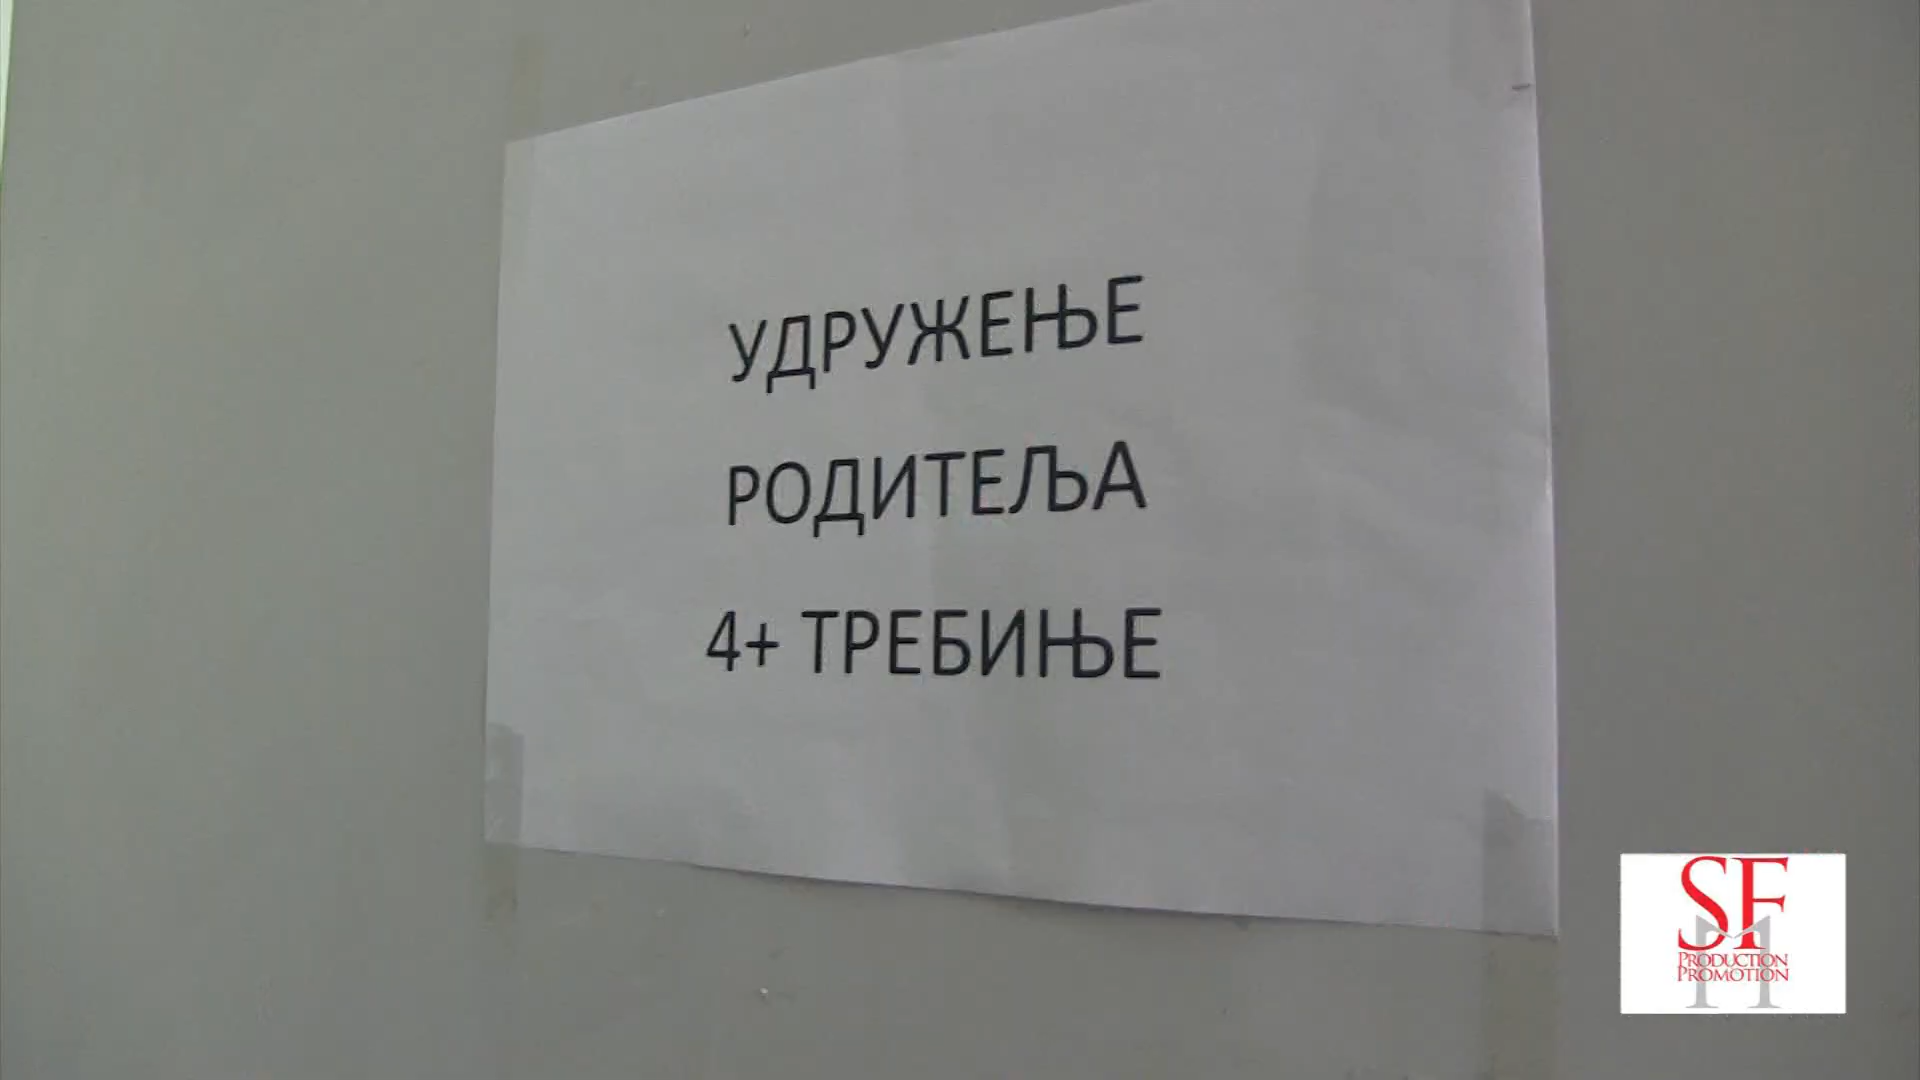 УДРУЖЕЊЕ
РОДИТЕЉА
4+ ТРЕБИЊЕ
SF
PRODUCTION
PROMOTION